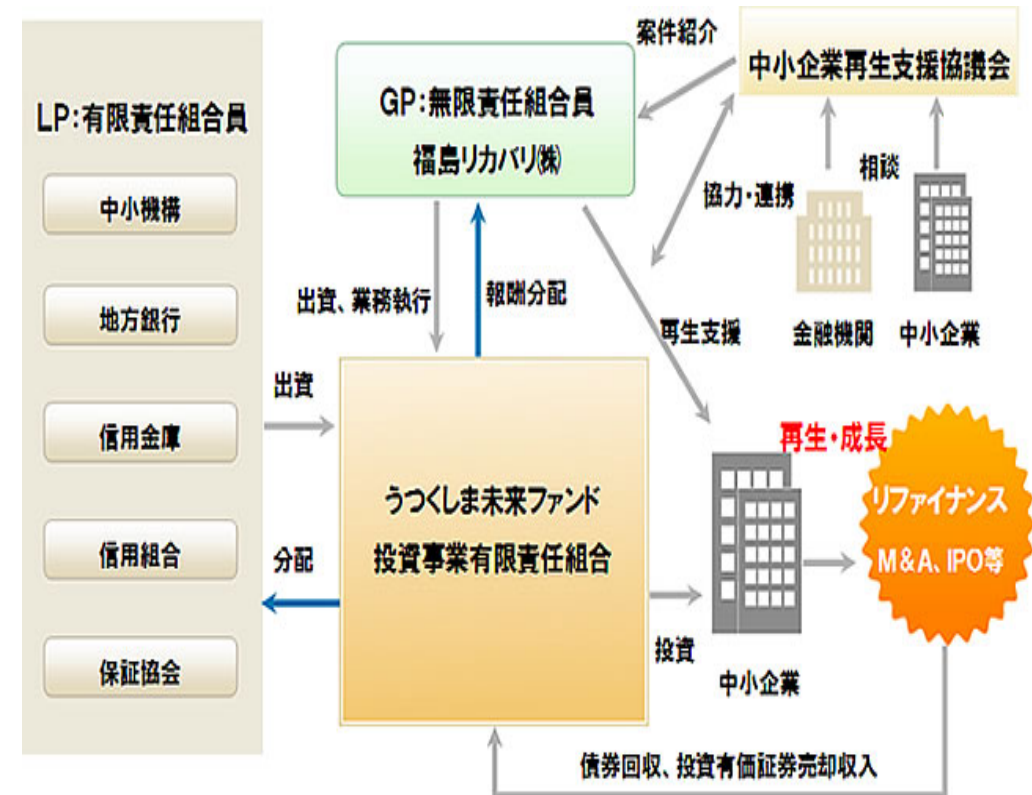 LP:有限責任組合員
中小機構
地方銀行
信用金庫
信用組合
保証協会
GP:無限責任組合員
福島リカバリ㈱
案件紹介
中小企業再生支援協議会
相談
協力・連携
金融機関
中小企業
出資、業務執行
報酬分配
再生支援
出資
分配
うつくしま未来ファンド
投資事業有限責任組合
投資
中小企業
再生・成長
リファイナンス
M&A、IPO等
債券回収、投資有価証券売却収入